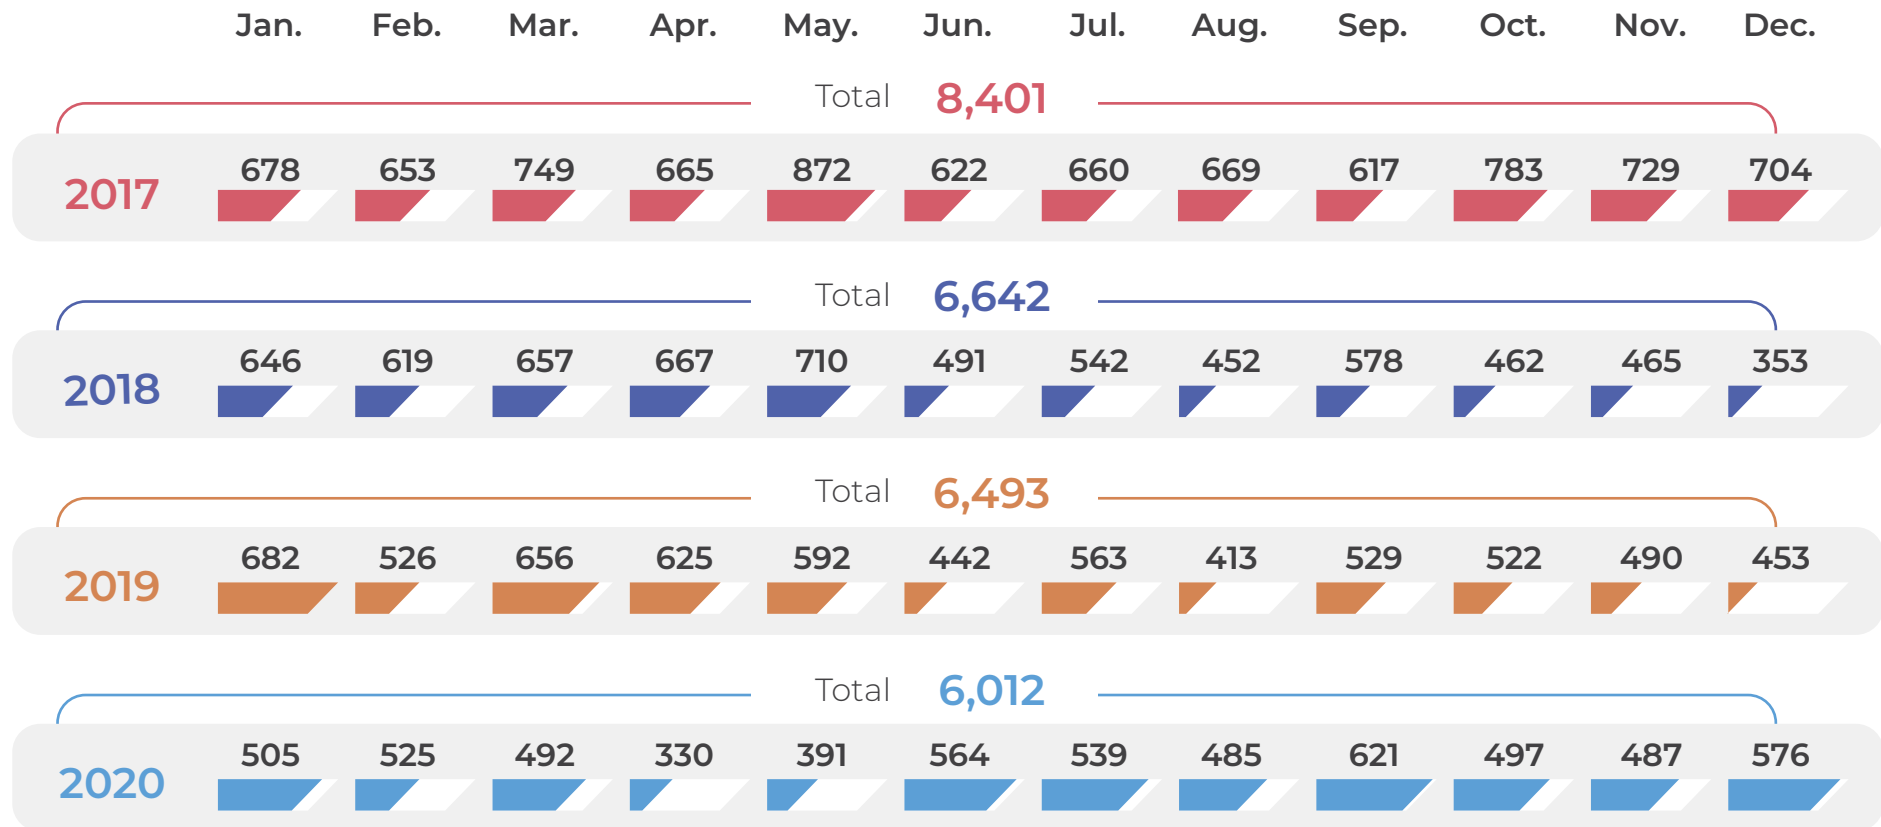 Jan. Feb. Mar. Apr. May. Jun. Jul. Aug. Sep. Oct. Nov. Dec.
Total 8,401
2017 678 653 749 665 872 622 660 669 617 783 729 704
Total 6,642
2018 646 619 657 667 710 491 542 452 578 462 465 353
Total 6,493
2019 682 526 656 625 592 442 563 413 529 522 490 453
Total 6,012
2020 505 525 492 330 391 564 539 485 621 497 487 576